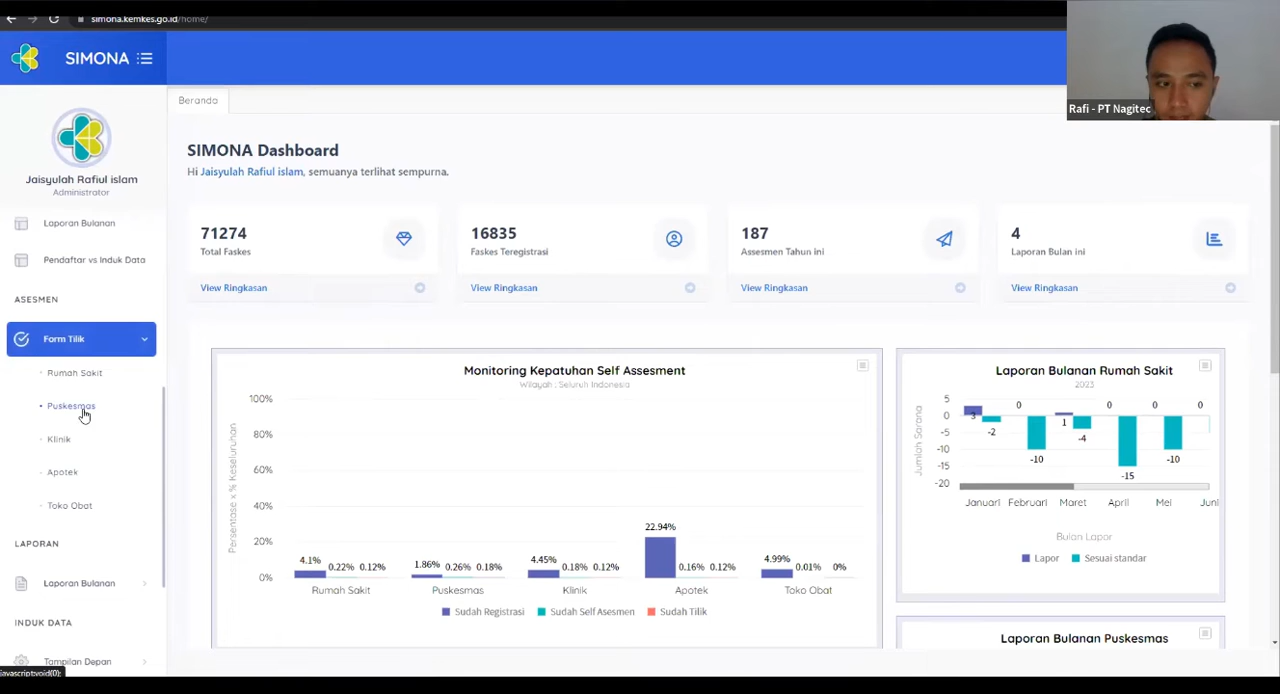 simona.kemkes.go.id/home/
SIMONA
Rafi - PT Nagitec
Beranda
Jaisyulah Rafiul islam
Administrator
Laporan Bulanan
Pendaftar vs Induk Data
ASESMEN
Form Tilik
Rumah Sakit
Puskesmas
Klinik
Apotek
Toko Obat
LAPORAN
Laporan Bulanan
INDUK DATA
Tampilan Depan
javascript:void(0);
SIMONA Dashboard
Hi Jaisyulah Rafiul islam, semuanya terlihat sempurna.
71274
Total Faskes
View Ringkasan
16835
Faskes Teregistrasi
View Ringkasan
187
Assesmen Tahun ini
View Ringkasan
4
Laporan Bulan ini
View Ringkasan
Monitoring Kepatuhan Self Assesment
Wilayah : Seluruh Indonesia
Persentase x % Keseluruhan
100%
80%
60%
40%
20%
0%
4.1% 0.22% 0.12%
1.86% 0.26% 0.18%
4.45% 0.18% 0.12%
22.94% 0.16% 0.12%
4.99% 0.01% 0%
Rumah Sakit Puskesmas Klinik Apotek Toko Obat
Sudah Registrasi Sudah Self Asesmen Sudah Tilik
Laporan Bulanan Rumah Sakit
2023
Jumlah Sarana
5
0
-5
-10
-15
-20
3 0 1 0 0 0
-2 -10 -4 -15 -10
Januari Februari Maret April Mei Juni
Bulan Lapor
Lapor Sesuai standar
Laporan Bulanan Puskesmas